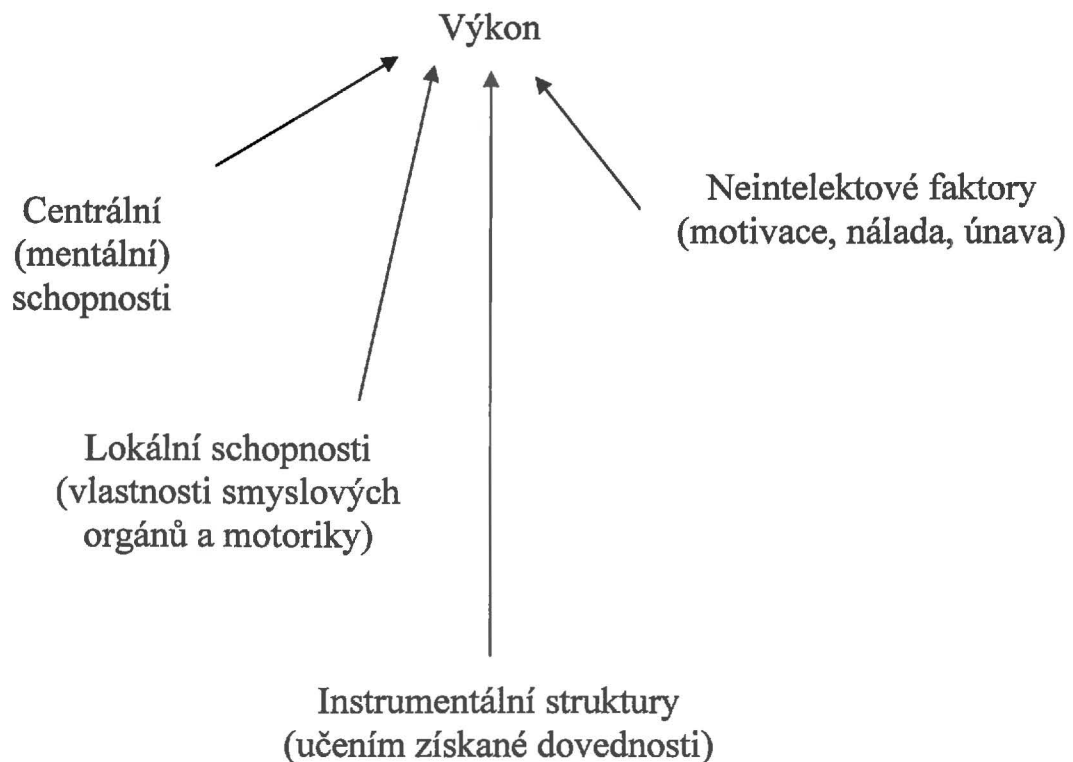 Výkon
Centrální
(mentální)
schopnosti
Neintelektové faktory
(motivace, nálada, únava)
Lokální schopnosti
(vlastnosti smyslových
orgánů a motoriky)
Instrumentální struktury
(učením získané dovednosti)